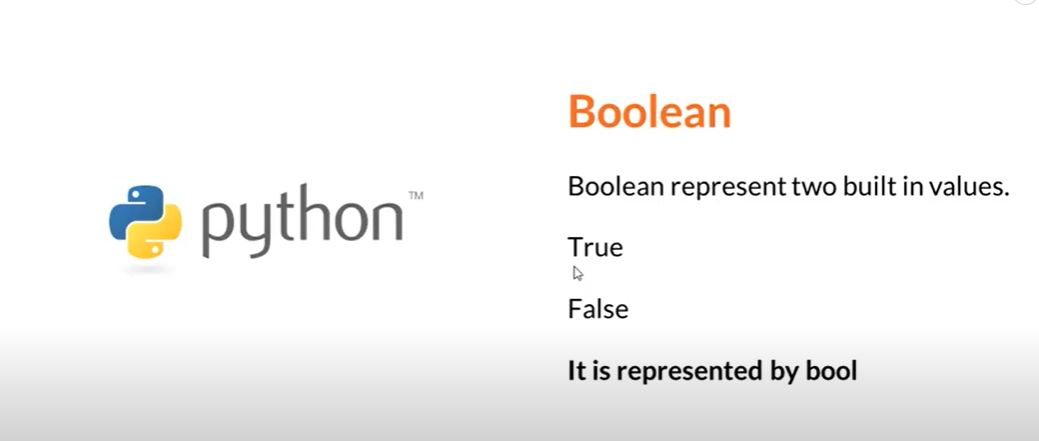 python™
Boolean
Boolean represent two built in values.
True
False
It is represented by bool